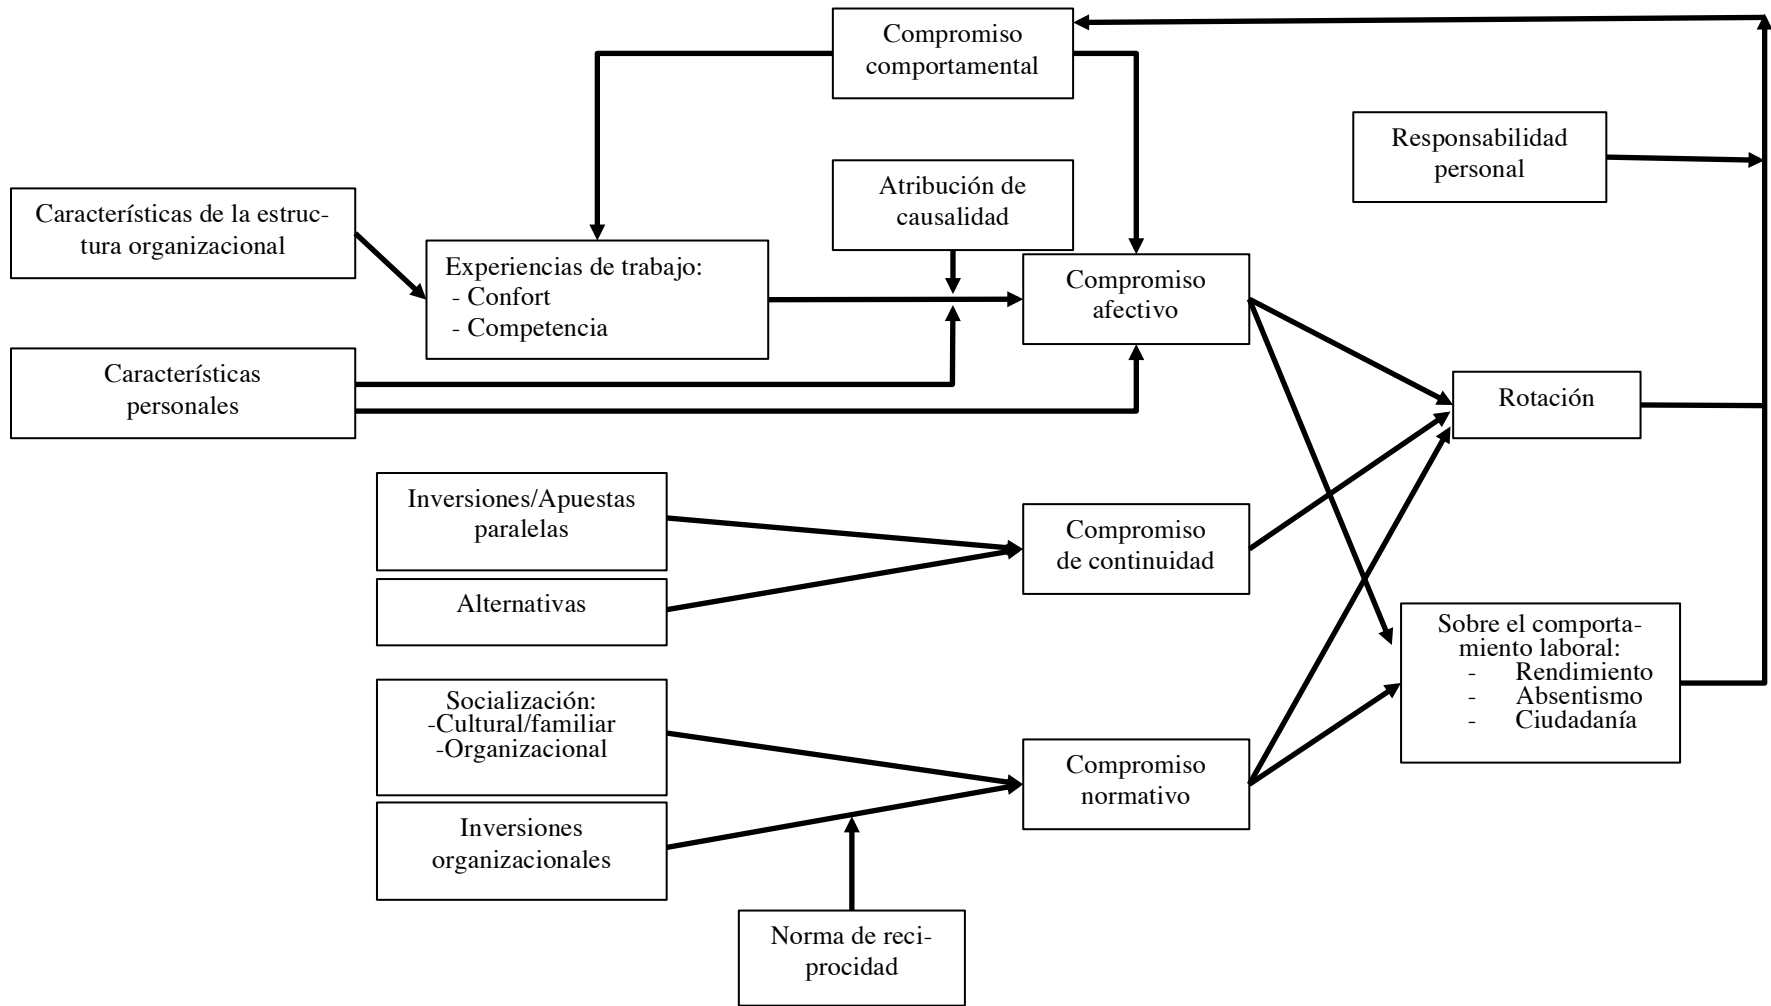 Compromiso
comportamental
Responsabilidad
personal
Atribución de
causalidad
Características de la estruc-
tura organizacional
Experiencias de trabajo:
- Confort
- Competencia
Compromiso
afectivo
Características
personales
Rotación
Inversiones/Apuestas
paralelas
Compromiso
de continuidad
Alternativas
Sobre el comporta-
miento laboral:
- Rendimiento
- Absentismo
- Ciudadanía
Socialización:
-Cultural/familiar
-Organizacional
Compromiso
normativo
Inversiones
organizacionales
Norma de reci-
procidad